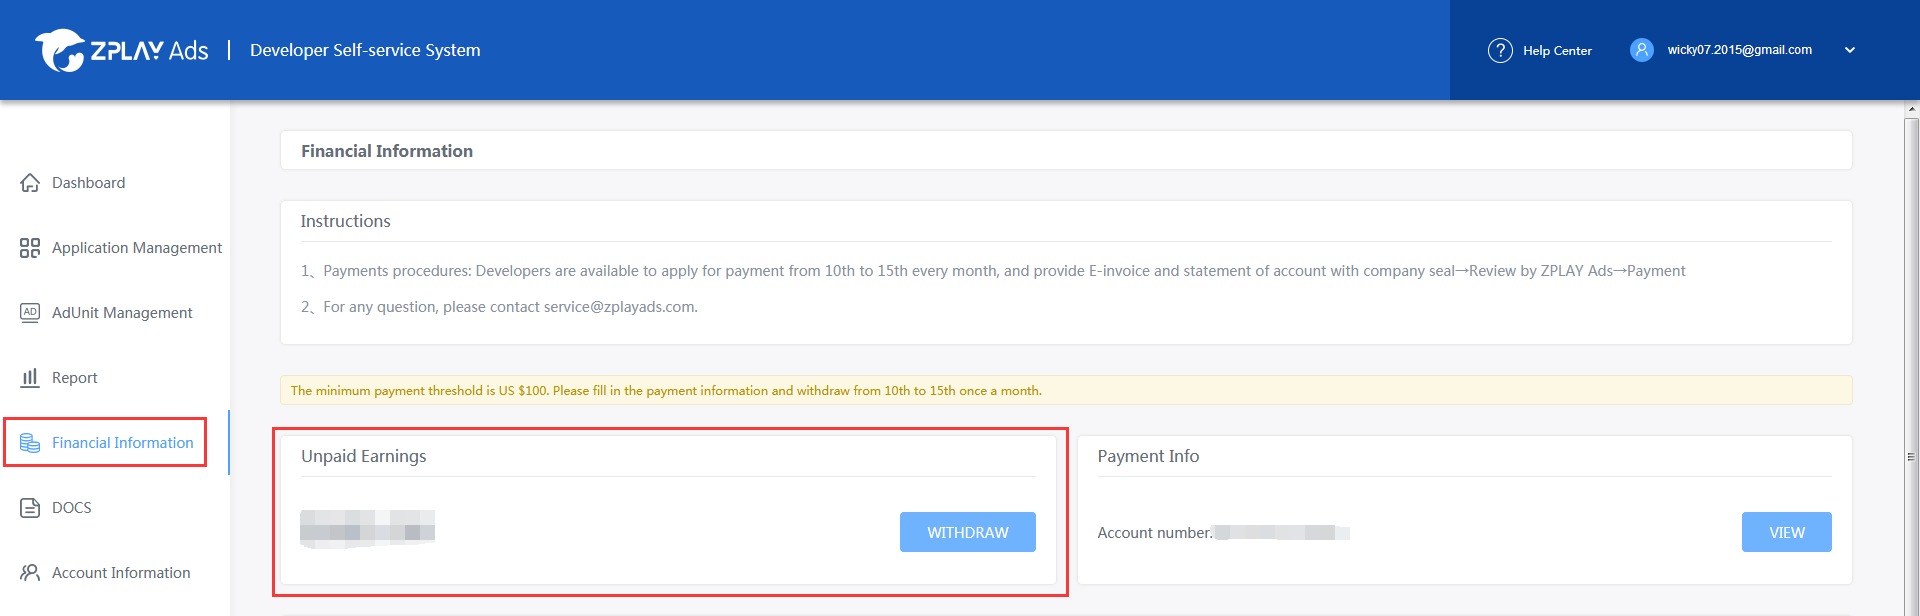 ZPLAY Ads | Developer Self-service System
? Help Center
wicky07.2015@gmail.com
Dashboard
Application Management
AD AdUnit Management
Report
Financial Information
DOCS
Account Information
Financial Information
Instructions
1、Payments procedures: Developers are available to apply for payment from 10th to 15th every month, and provide E-invoice and statement of account with company seal→Review by ZPLAY Ads→Payment
2、For any question, please contact service@zplayads.com.
The minimum payment threshold is US $100. Please fill in the payment information and withdraw from 10th to 15th once a month.
Unpaid Earnings
WITHDRAW
Payment Info
Account number:
VIEW